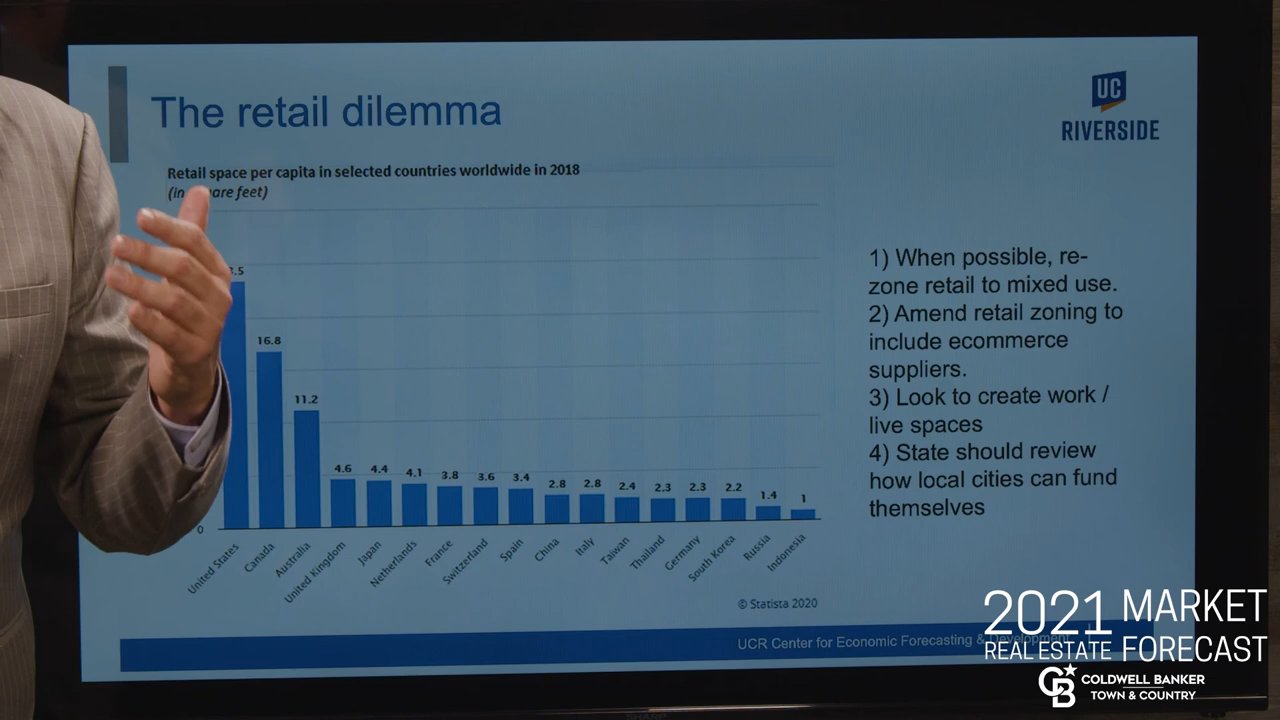 The retail dilemma
UC
RIVERSIDE
Retail space per capita in selected countries worldwide in 2018
(in square feet)
.5
16.8
11.2
4.6
4.4
4.1
3.8
3.6
3.4
2.8
2.8
2.4
2.3
2.3
2.2
1.4
1
0
United States
Canada
Australia
United Kingdom
Japan
Netherlands
France
Switzerland
Spain
China
Italy
Taiwan
Thailand
Germany
South Korea
Russia
Indonesia
© Statista 2020
1) When possible, re-
zone retail to mixed use.
2) Amend retail zoning to
include ecommerce
suppliers.
3) Look to create work /
live spaces
4) State should review
how local cities can fund
themselves
UCR Center for Economic Forecasting & Development
2021 MARKET
REAL ESTATE FORECAST
CB COLDWELL BANKER
TOWN & COUNTRY